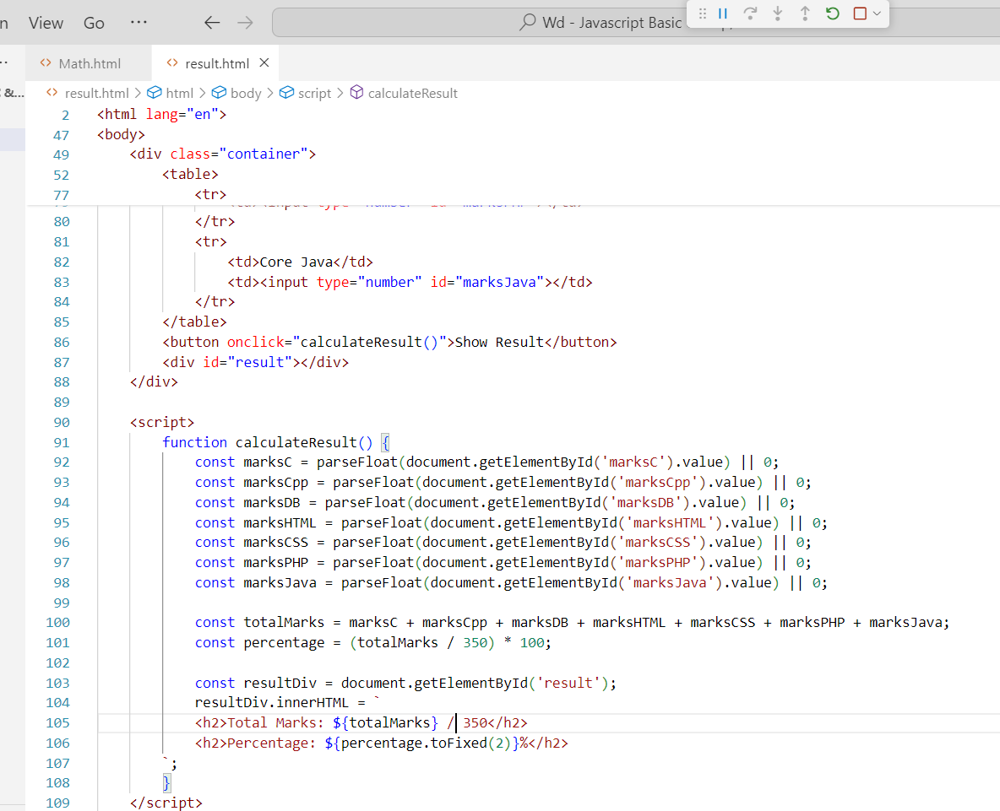 n View Go ··· Wd - Javascript Basic
Math.html result.html
&...
result.html > html > body > script > calculateResult
2 <html lang="en">
47 <body>
49 <div class="container">
52 <table>
77 <tr>
80 </tr>
81 <tr>
82 <td>Core Java</td>
83 <td><input type="number" id="marksJava"></td>
84 </tr>
85 </table>
86 <button onclick="calculateResult()">Show Result</button>
87 <div id="result"></div>
88 </div>
89
90 <script>
91 function calculateResult() {
92 const marksC = parseFloat(document.getElementById('marksC').value) || 0;
93 const marksCpp = parseFloat(document.getElementById('marksCpp').value) || 0;
94 const marksDB = parseFloat(document.getElementById('marksDB').value) || 0;
95 const marksHTML = parseFloat(document.getElementById('marksHTML').value) || 0;
96 const marksCSS = parseFloat(document.getElementById('marksCSS').value) || 0;
97 const marksPHP = parseFloat(document.getElementById('marksPHP').value) || 0;
98 const marksJava = parseFloat(document.getElementById('marksJava').value) || 0;
99
100 const totalMarks = marksC + marksCpp + marksDB + marksHTML + marksCSS + marksPHP + marksJava;
101 const percentage = (totalMarks / 350) * 100;
102
103 const resultDiv = document.getElementById('result');
104 resultDiv.innerHTML = `
105 <h2>Total Marks: ${totalMarks} / 350</h2>
106 <h2>Percentage: ${percentage.toFixed(2)}%</h2>
107 `;
108 }
109 </script>